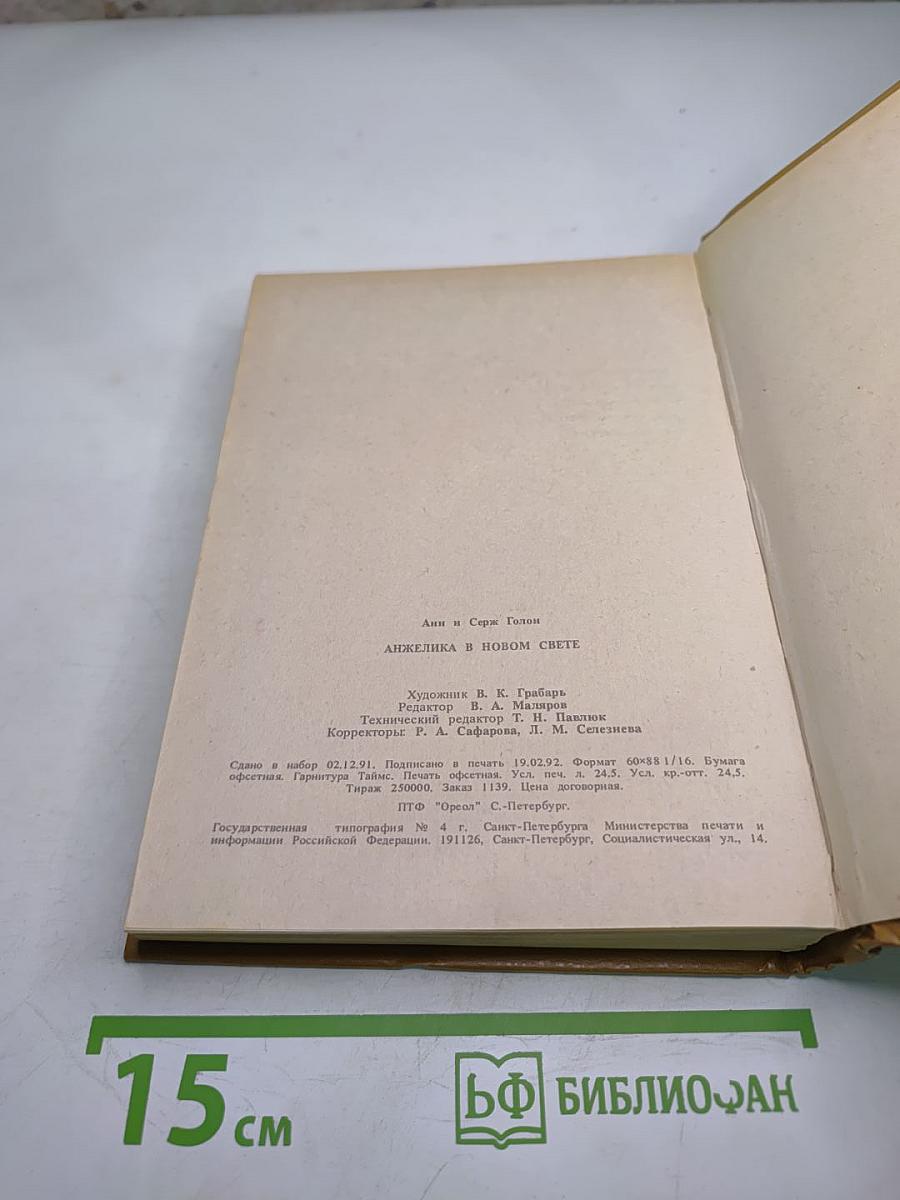 Анн и Серж Голон
АНЖЕЛИКА В НОВОМ СВЕТЕ
Художник В. К. Грабарь
Редактор В. А. Маляров
Технический редактор Т. Н. Павлюк
Корректоры: Р. А. Сафарова, Л. М. Селезнева
Сдано в набор 02.12.91. Подписано в печать 19.02.92. Формат 60×88 1/16. Бумага
офсетная. Гарнитура Таймс. Печать офсетная. Усл. печ. л. 24,5. Усл. кр.-отт. 24,5.
Тираж 250000. Заказ 1139. Цена договорная.
ПТФ "Ореол" С.-Петербург.
Государственная типография № 4 г. Санкт-Петербурга Министерства печати и
информации Российской Федерации. 191126, Санкт-Петербург, Социалистическая ул., 14.
15 см
БФ БИБЛИОФАН